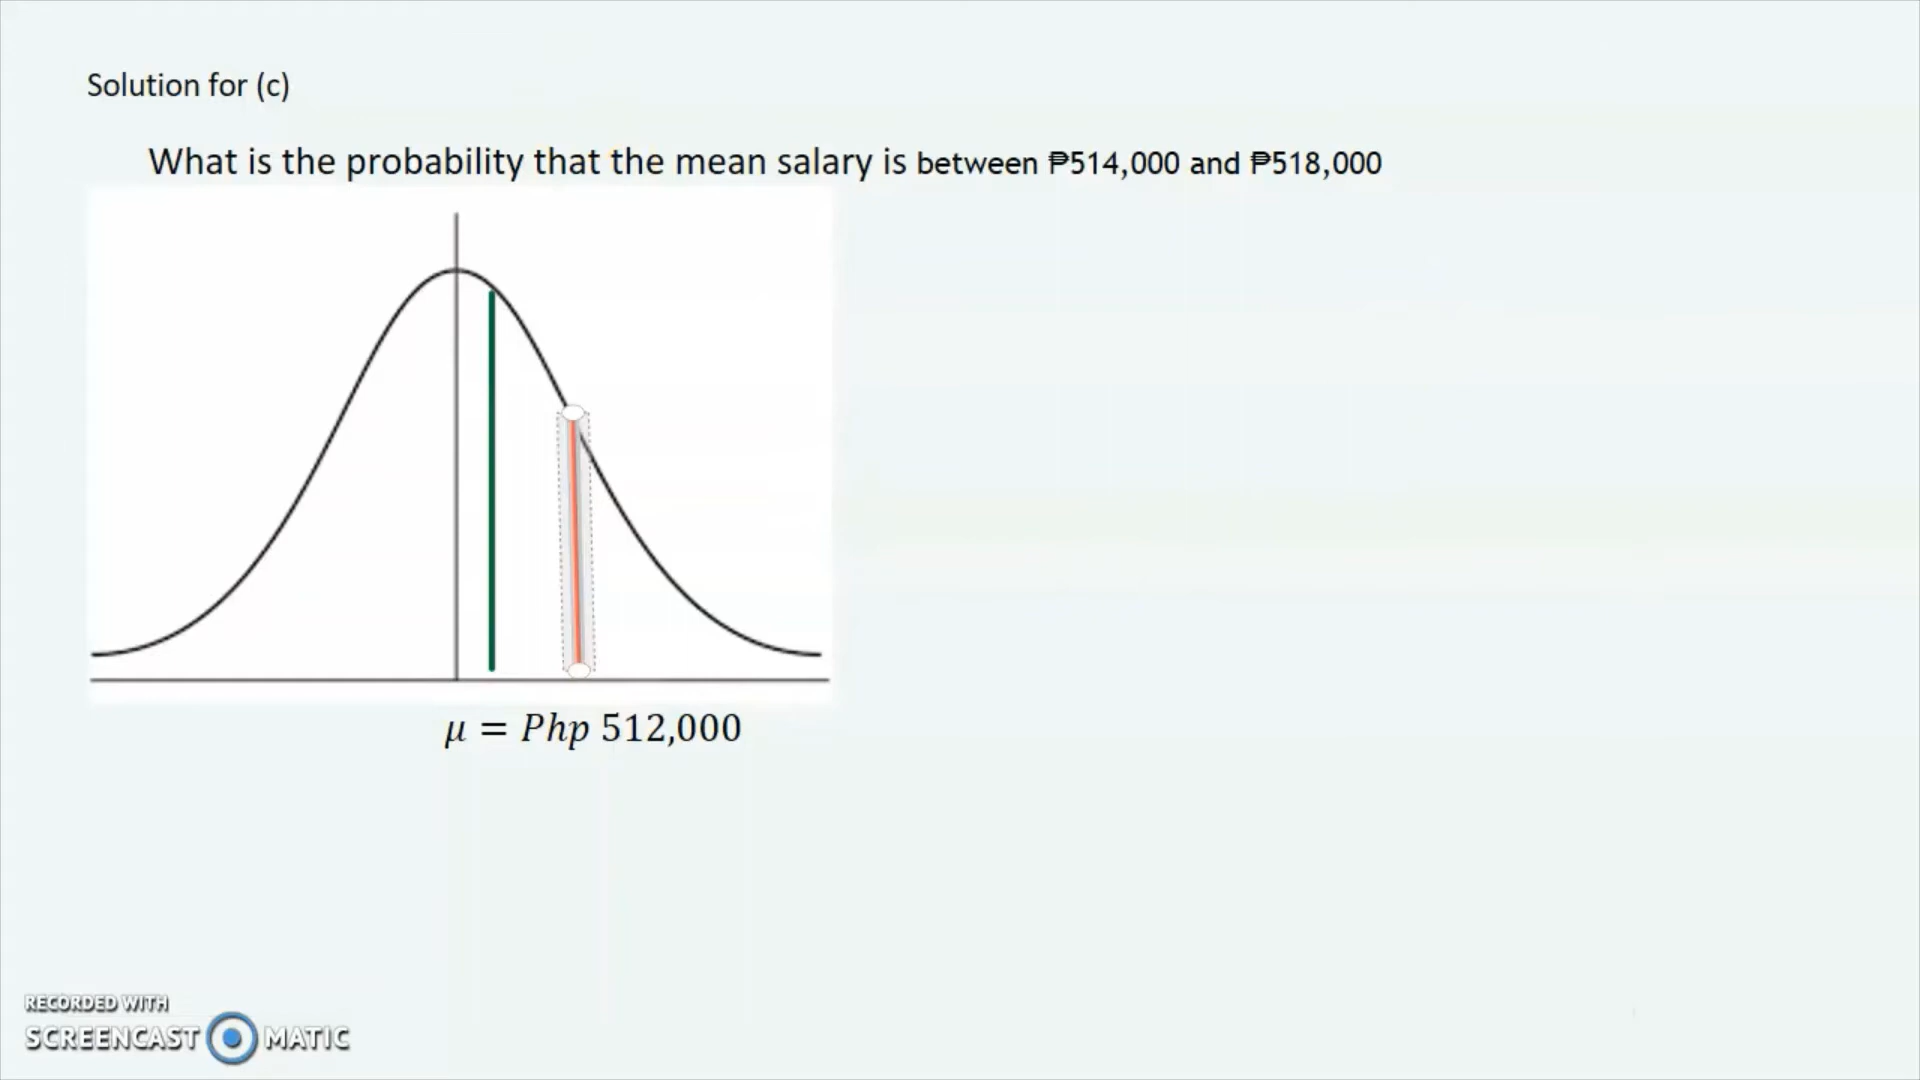 Solution for (c)
What is the probability that the mean salary is between ₱514,000 and ₱518,000
μ = Php 512,000
RECORDED WITH
SCREENCAST MATIC